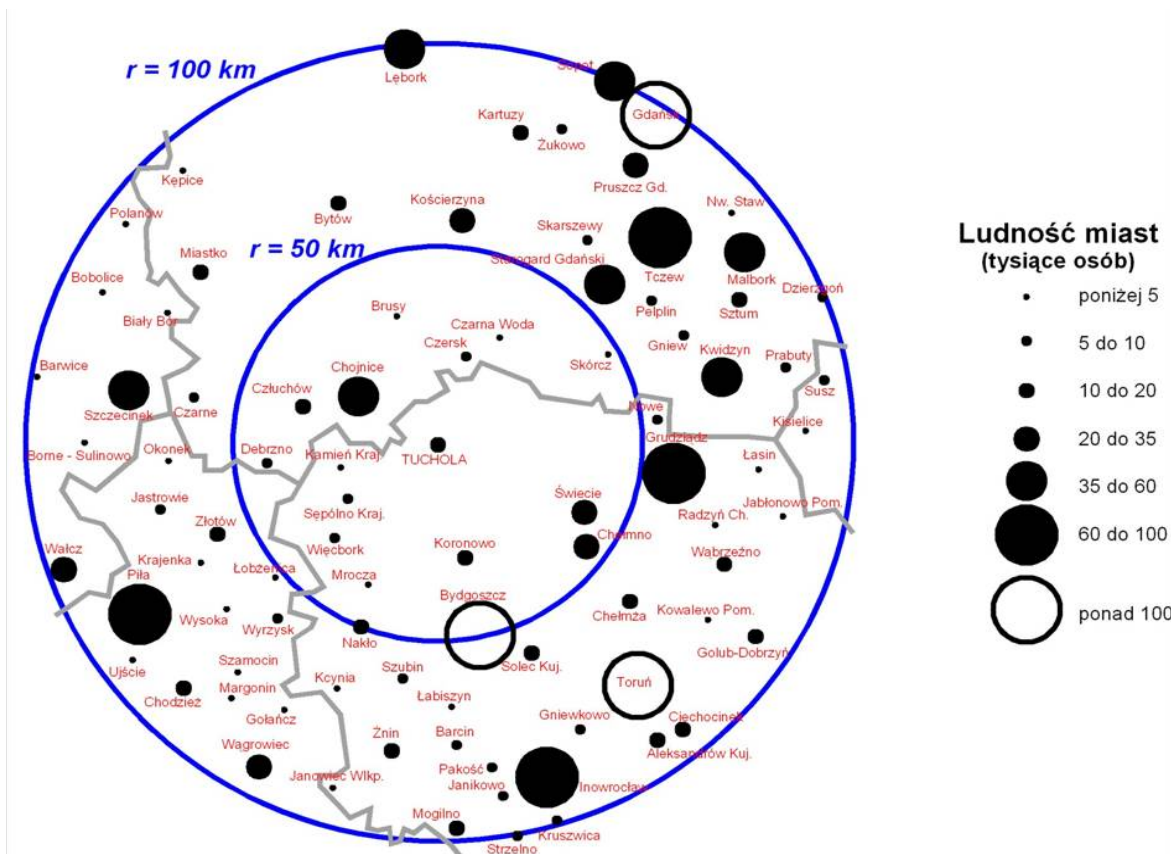 r = 100 km
Lębork
Sopot
Gdańsk
Kartuzy
Żukowo
Pruszcz Gd.
Kępice
Polanów
Bytów
Kościerzyna
Skarszewy
Nw. Staw
r = 50 km
Miastko
Starogard Gdański
Tczew
Malbork
Dzierzgoń
Bobolice
Biały Bór
Brusy
Czarna Woda
Pelplin
Sztum
Czersk
Skórcz
Gniew
Kwidzyn
Prabuty
Barwice
Chojnice
Susz
Szczecinek
Czarne
Człuchów
Nowe
Kisielice
Borne - Sulinowo
Okonek
Debrzno
Kamień Kraj.
TUCHOLA
Grudziądz
Łasin
Jastrowie
Sępólno Kraj.
Świecie
Radzyń Ch.
Jabłonowo Pom.
Złotów
Wałcz
Krajenka
Więcbork
Koronowo
Chełmno
Wąbrzeźno
Piła
Łobżenica
Mrocza
Bydgoszcz
Chełmża
Kowalewo Pom.
Wysoka
Wyrzysk
Nakło
Golub-Dobrzyń
Ujście
Szamocin
Szubin
Solec Kuj.
Toruń
Chodzież
Margonin
Kcynia
Łabiszyn
Gołańcz
Gniewkowo
Ciechocinek
Wągrowiec
Żnin
Barcin
Aleksandrów Kuj.
Janowiec Wlkp.
Pakość
Janikowo
Inowrocław
Mogilno
Strzelno
Kruszwica
Ludność miast
(tysiące osób)
poniżej 5
5 do 10
10 do 20
20 do 35
35 do 60
60 do 100
ponad 100